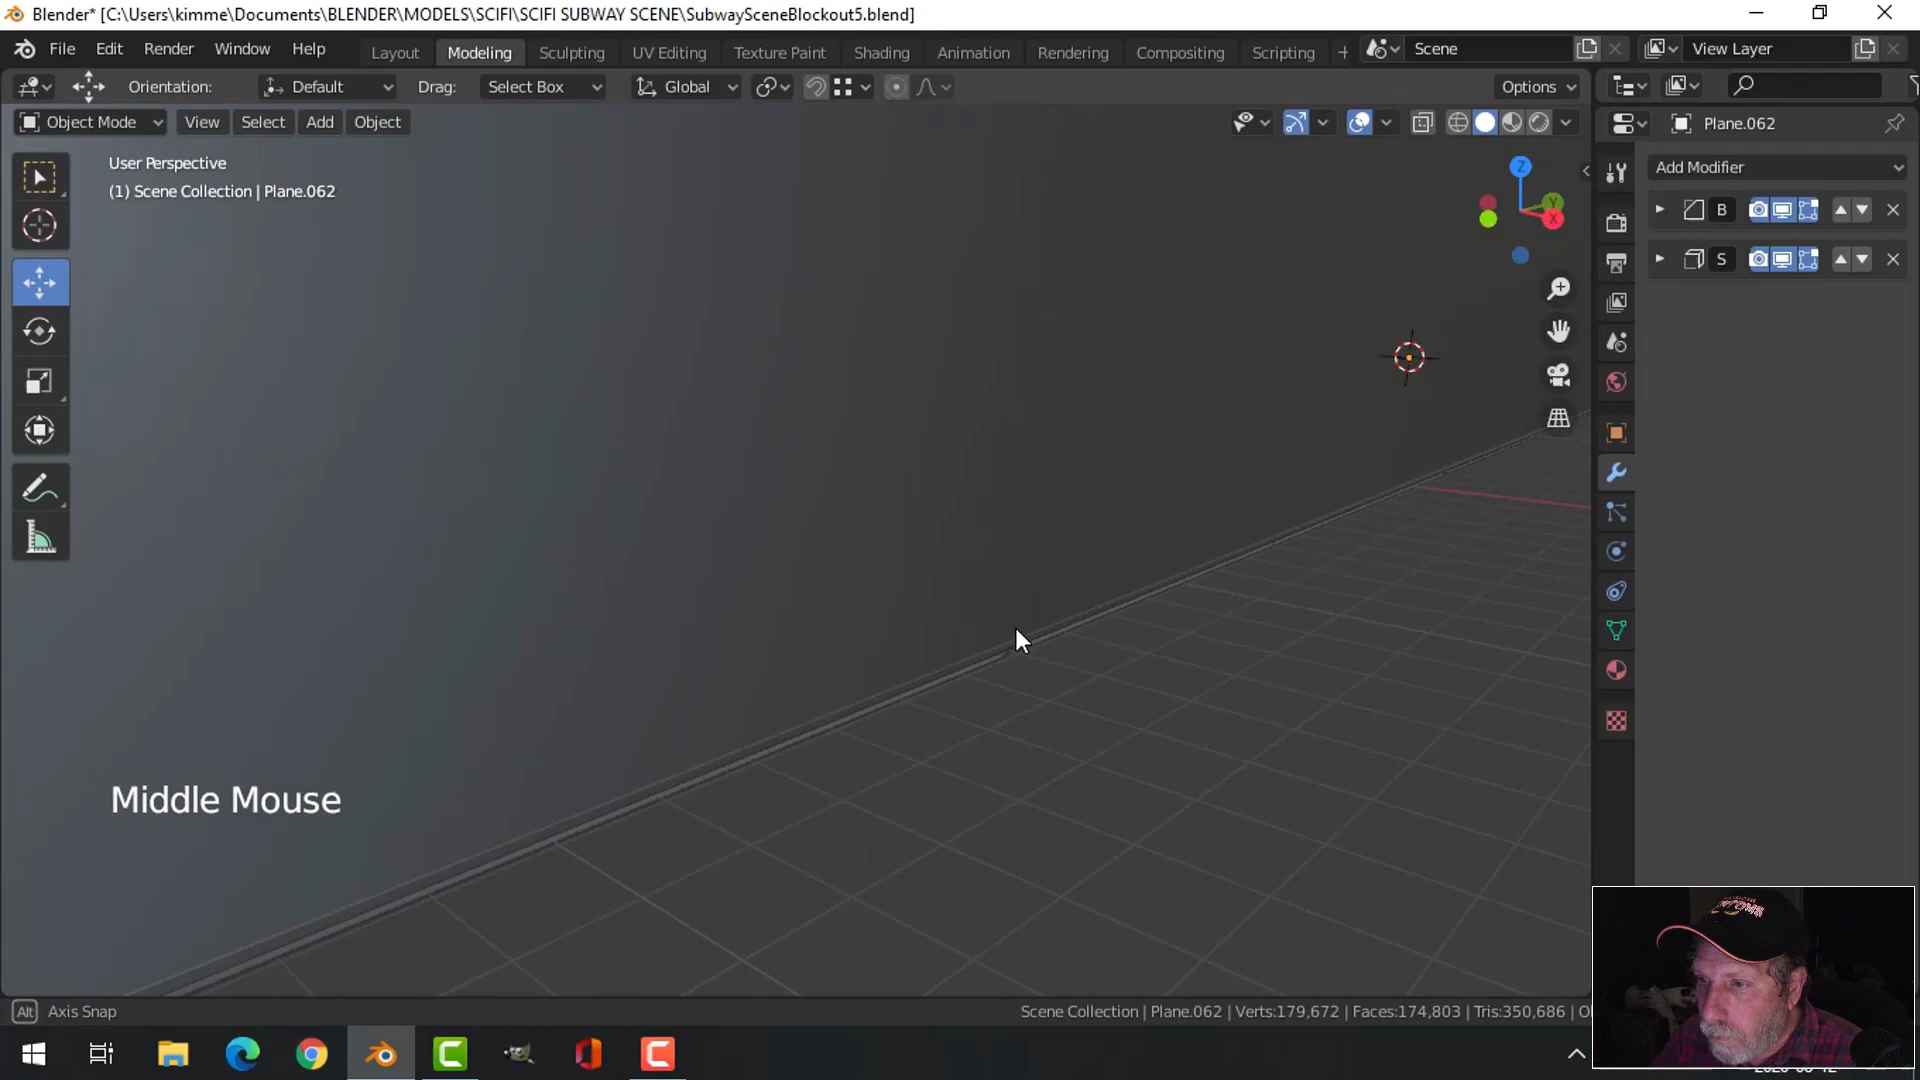 Blender* [C:\Users\kimme\Documents\BLENDER\MODELS\SCIFI\SCIFI SUBWAY SCENE\SubwaySceneBlockout5.blend]
File Edit Render Window Help Layout Modeling Sculpting UV Editing Texture Paint Shading Animation Rendering Compositing Scripting + Scene View Layer
Orientation: Default Drag: Select Box Global Options
Object Mode View Select Add Object Plane.062
User Perspective
(1) Scene Collection | Plane.062
Add Modifier
B
S
Z
Y
X
Middle Mouse
Alt Axis Snap Scene Collection | Plane.062 | Verts:179,672 | Faces:174,803 | Tris:350,686 |